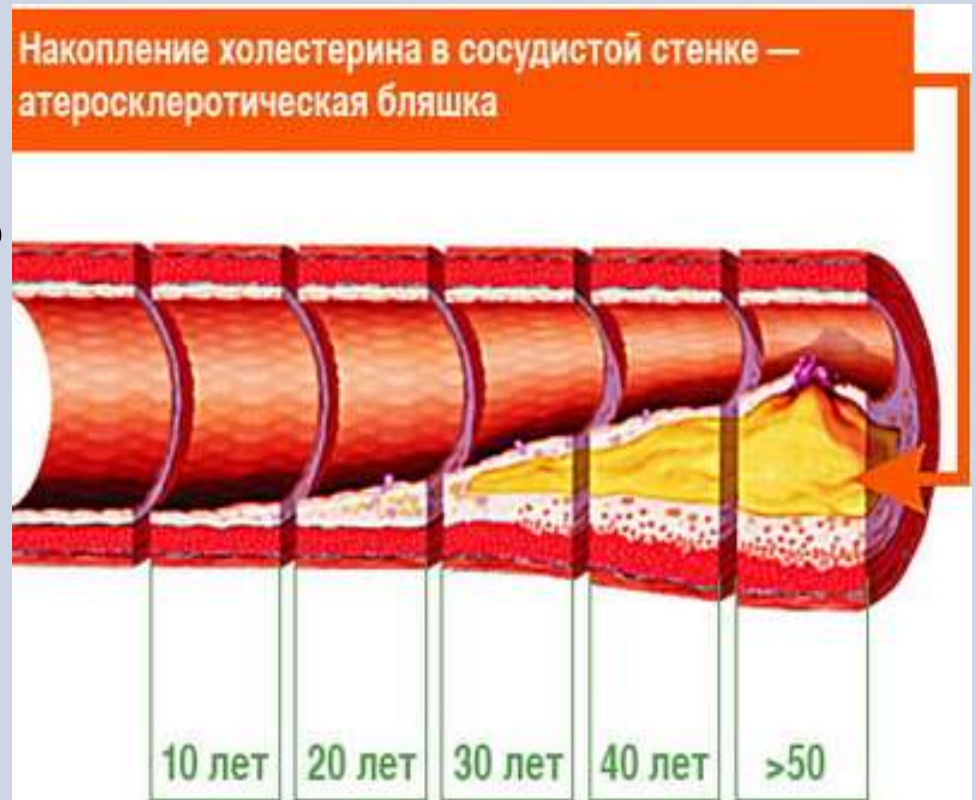 Накопление холестерина в сосудистой стенке —
атеросклеротическая бляшка
10 лет
20 лет
30 лет
40 лет
>50